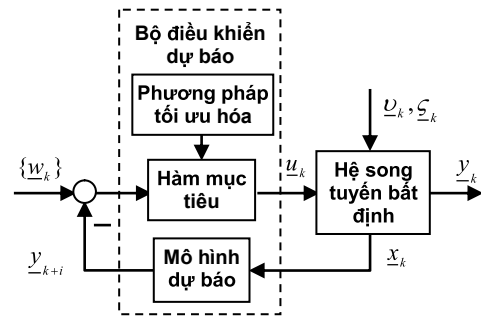 Bộ điều khiển
dự báo
Phương pháp
tối ưu hóa
υ_k, ς_k
{w_k}
Hàm mục
tiêu
u_k
Hệ song
tuyến bất
định
y_k
−
y_{k+i}
Mô hình
dự báo
x_k